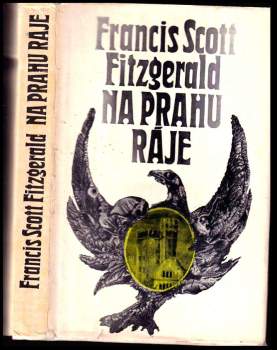 Francis Scott Fitzgerald NA PRAHU RÁJE
Francis Scott
Fitzgerald
NA PRAHU
RÁJE